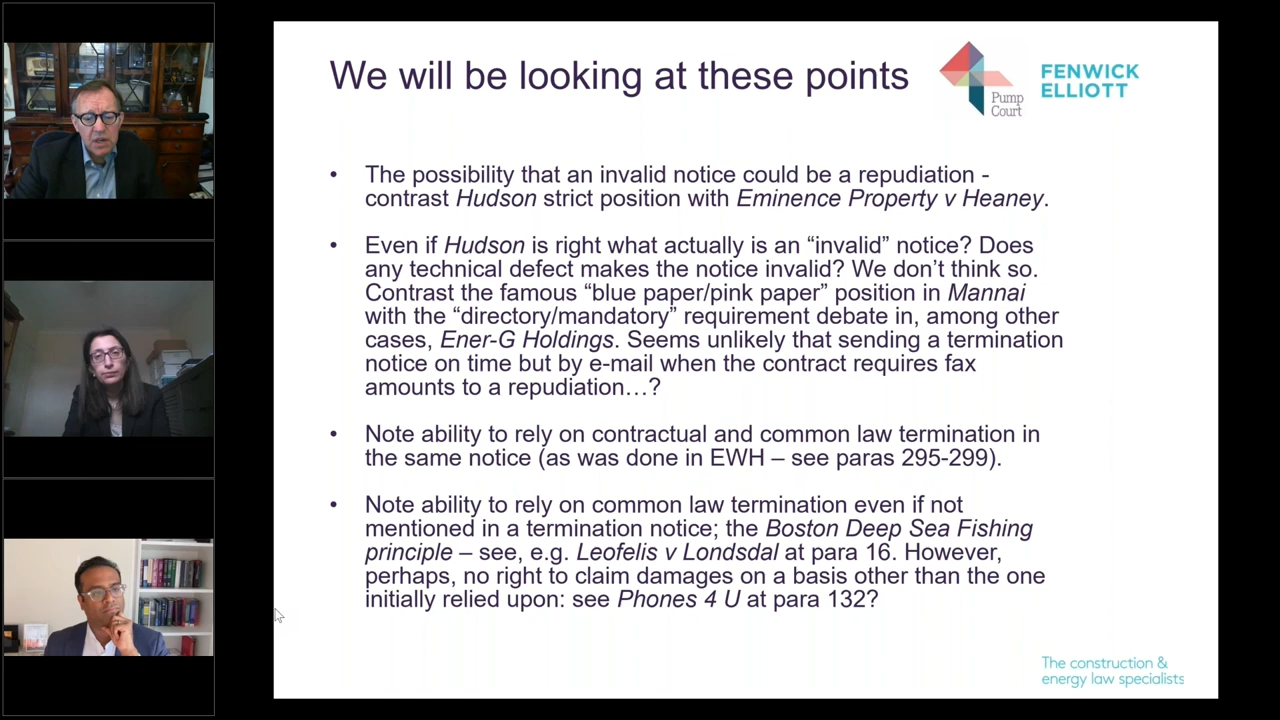 We will be looking at these points
Pump
Court
FENWICK
ELLIOTT
• The possibility that an invalid notice could be a repudiation -
contrast Hudson strict position with Eminence Property v Heaney.
• Even if Hudson is right what actually is an “invalid” notice? Does
any technical defect makes the notice invalid? We don’t think so.
Contrast the famous “blue paper/pink paper” position in Mannai
with the “directory/mandatory” requirement debate in, among other
cases, Ener-G Holdings. Seems unlikely that sending a termination
notice on time but by e-mail when the contract requires fax
amounts to a repudiation…?
• Note ability to rely on contractual and common law termination in
the same notice (as was done in EWH – see paras 295-299).
• Note ability to rely on common law termination even if not
mentioned in a termination notice; the Boston Deep Sea Fishing
principle – see, e.g. Leofelis v Londsdal at para 16. However,
perhaps, no right to claim damages on a basis other than the one
initially relied upon: see Phones 4 U at para 132?
The construction &
energy law specialists